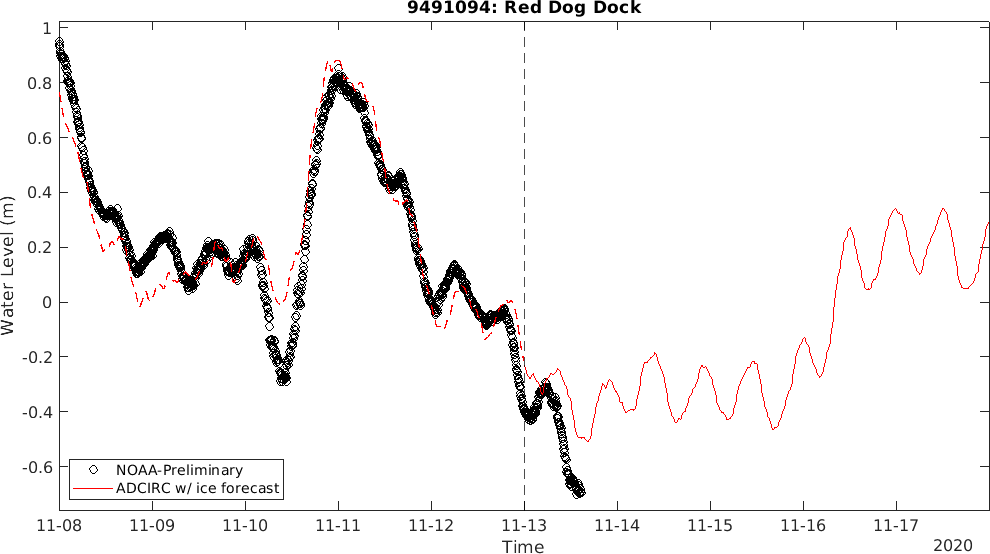 9491094: Red Dog Dock
1
0.8
0.6
0.4
0.2
0
-0.2
-0.4
-0.6
Water Level (m)
NOAA-Preliminary
ADCIRC w/ ice forecast
11-08 11-09 11-10 11-11 11-12 11-13 11-14 11-15 11-16 11-17
Time
2020